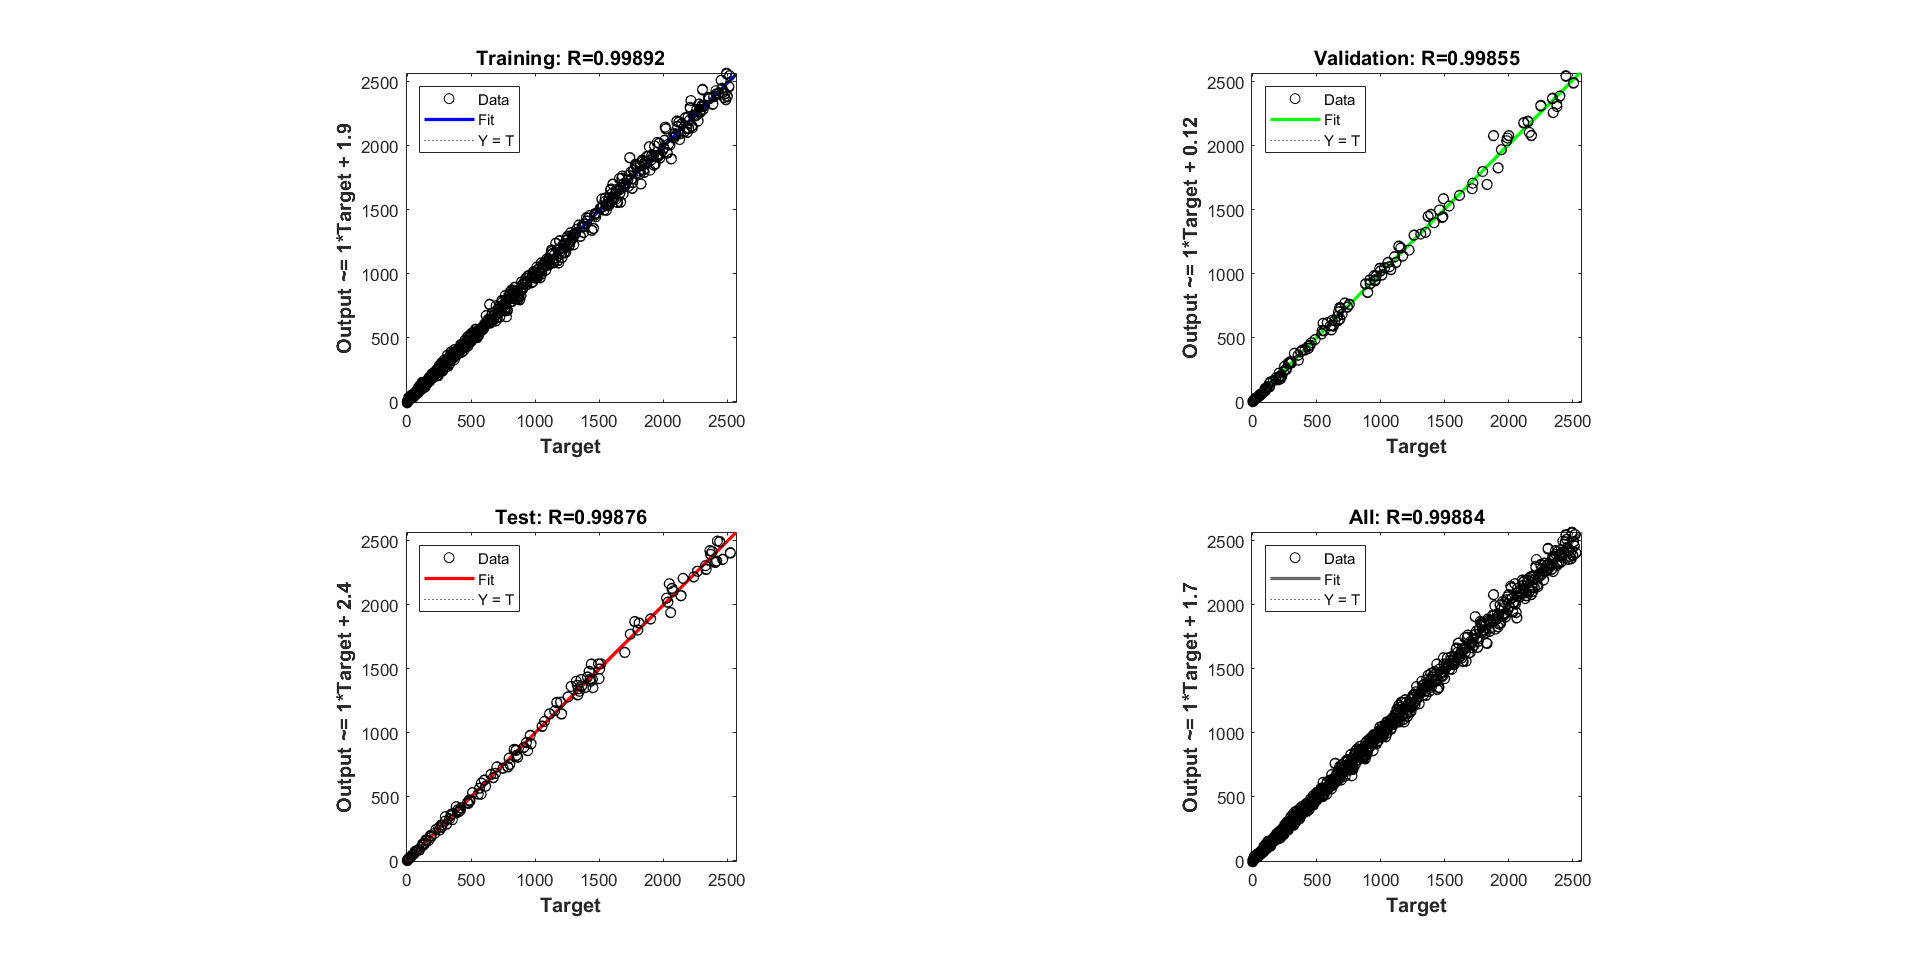 Training: R=0.99892
Data
Fit
Y = T
Output ~= 1*Target + 1.9
2500
2000
1500
1000
500
0
0 500 1000 1500 2000 2500
Target
Validation: R=0.99855
Data
Fit
Y = T
Output ~= 1*Target + 0.12
2500
2000
1500
1000
500
0
0 500 1000 1500 2000 2500
Target
Test: R=0.99876
Data
Fit
Y = T
Output ~= 1*Target + 2.4
2500
2000
1500
1000
500
0
0 500 1000 1500 2000 2500
Target
All: R=0.99884
Data
Fit
Y = T
Output ~= 1*Target + 1.7
2500
2000
1500
1000
500
0
0 500 1000 1500 2000 2500
Target